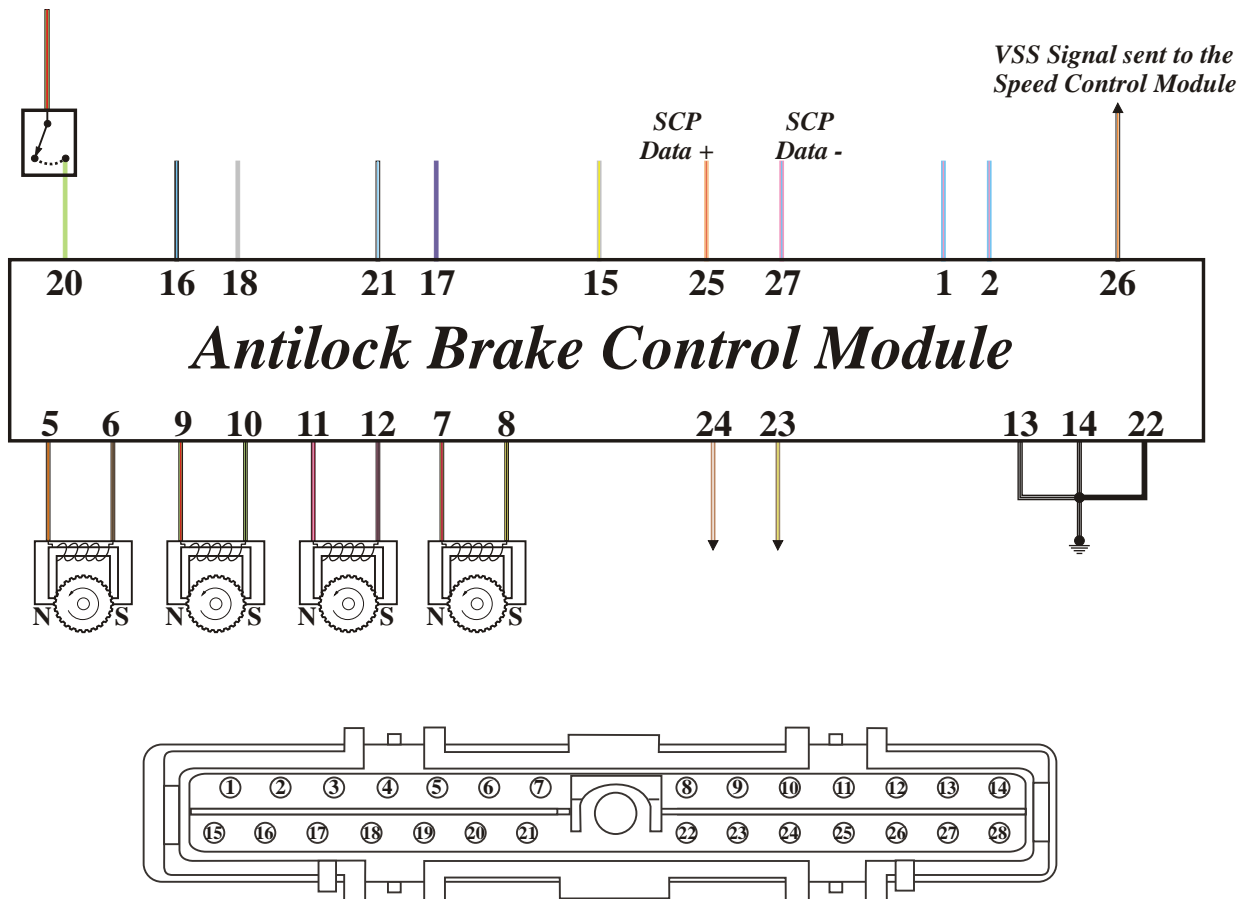 VSS Signal sent to the
Speed Control Module
SCP
Data +
SCP
Data -
20 16 18 21 17 15 25 27 1 2 26
Antilock Brake Control Module
5 6 9 10 11 12 7 8 24 23 13 14 22
N S N S N S N S
1 2 3 4 5 6 7 8 9 10 11 12 13 14
15 16 17 18 19 20 21 22 23 24 25 26 27 28